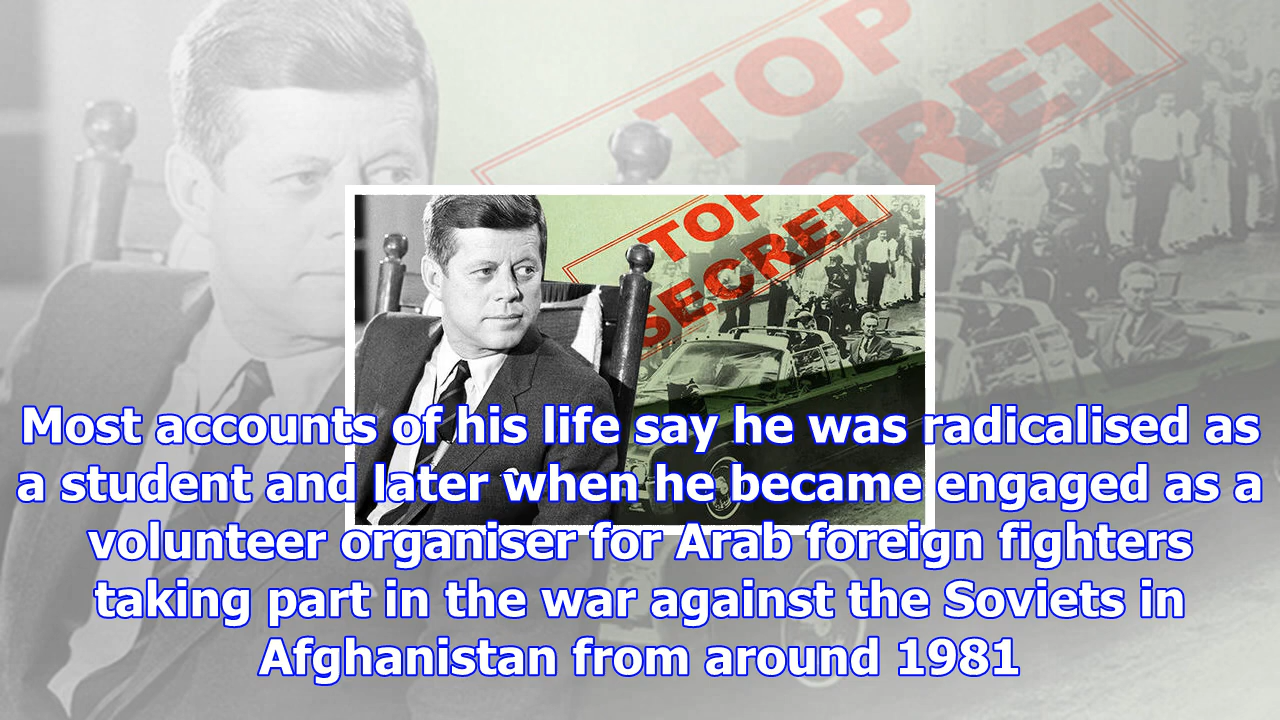 TOP
SECRET
TOP
SECRET
Most accounts of his life say he was radicalised as
a student and later when he became engaged as a
volunteer organiser for Arab foreign fighters
taking part in the war against the Soviets in
Afghanistan from around 1981